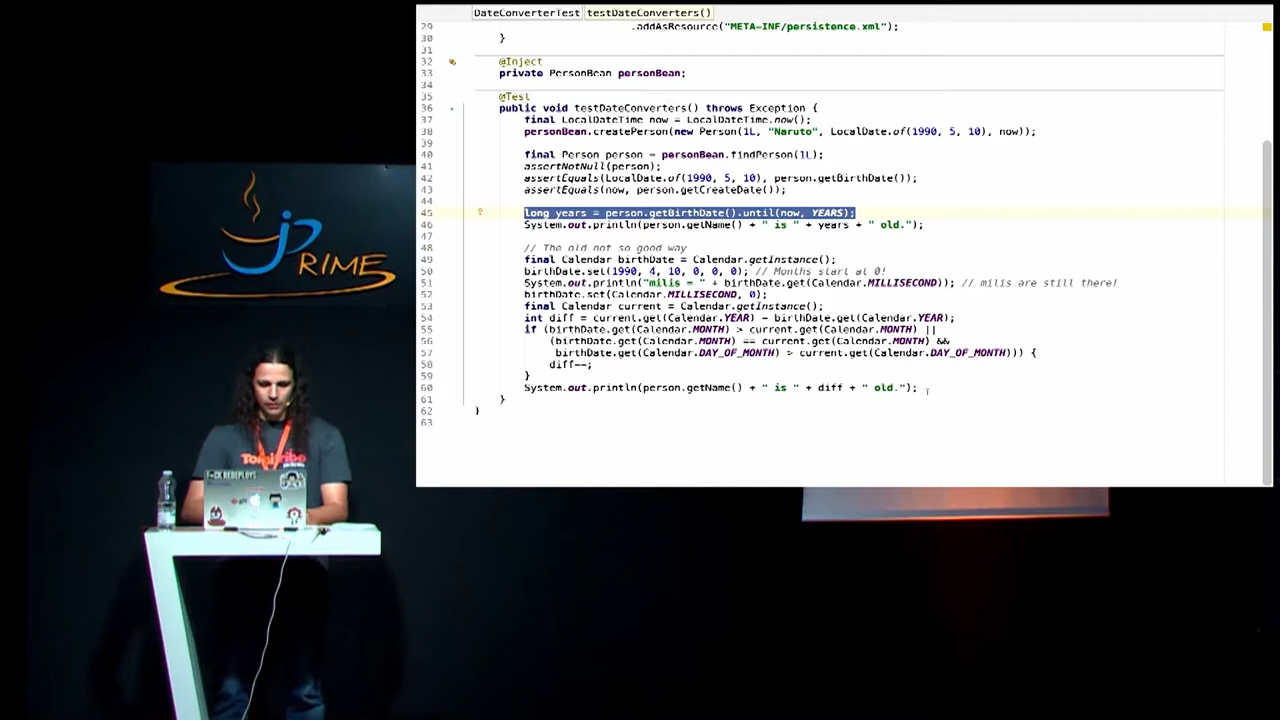 DateConverterTest testDateConverters()
29 .addAsResource("META-INF/persistence.xml");
30 }
31
32 @Inject
33 private PersonBean personBean;
34
35 @Test
36 public void testDateConverters() throws Exception {
37 final LocalDateTime now = LocalDateTime.now();
38 personBean.createPerson(new Person(1L, "Naruto", LocalDate.of(1990, 5, 10), now));
39
40 final Person person = personBean.findPerson(1L);
41 assertNotNull(person);
42 assertEquals(LocalDate.of(1990, 5, 10), person.getBirthDate());
43 assertEquals(now, person.getCreateDate());
44
45 long years = person.getBirthDate().until(now, YEARS);
46 System.out.println(person.getName() + " is " + years + " old.");
47
48 // The old not so good way
49 final Calendar birthDate = Calendar.getInstance();
50 birthDate.set(1990, 4, 10, 0, 0, 0); // Months start at 0!
51 System.out.println("milis = " + birthDate.get(Calendar.MILLISECOND)); // milis are still there!
52 birthDate.set(Calendar.MILLISECOND, 0);
53 final Calendar current = Calendar.getInstance();
54 int diff = current.get(Calendar.YEAR) - birthDate.get(Calendar.YEAR);
55 if (birthDate.get(Calendar.MONTH) > current.get(Calendar.MONTH) ||
56 (birthDate.get(Calendar.MONTH) == current.get(Calendar.MONTH) &&
57 birthDate.get(Calendar.DAY_OF_MONTH) > current.get(Calendar.DAY_OF_MONTH))) {
58 diff--;
59 }
60 System.out.println(person.getName() + " is " + diff + " old.");
61 }
62 }
63
jPRIME